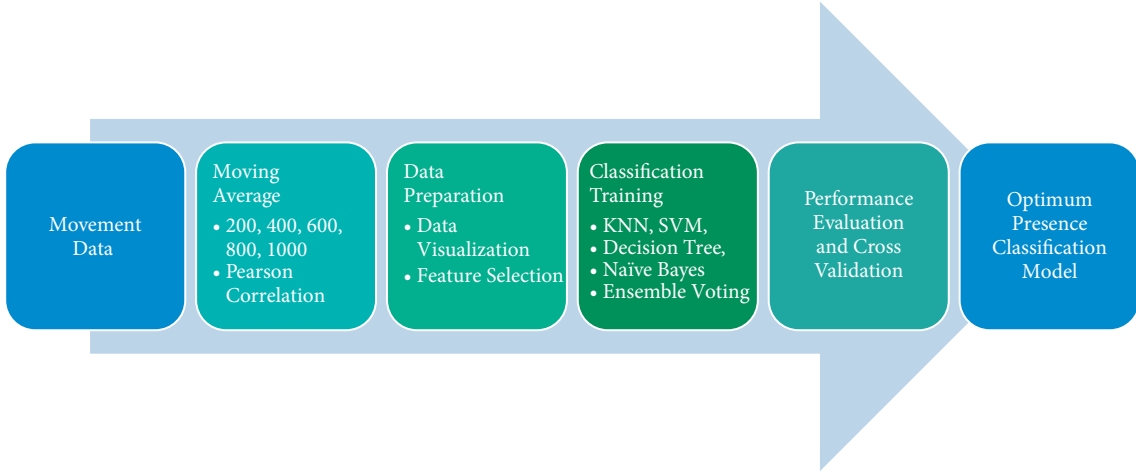 Movement
Data
Moving
Average
• 200, 400, 600,
800, 1000
• Pearson
Correlation
Data
Preparation
• Data
Visualization
• Feature Selection
Classification
Training
• KNN, SVM,
• Decision Tree,
• Naïve Bayes
• Ensemble Voting
Performance
Evaluation
and Cross
Validation
Optimum
Presence
Classification
Model